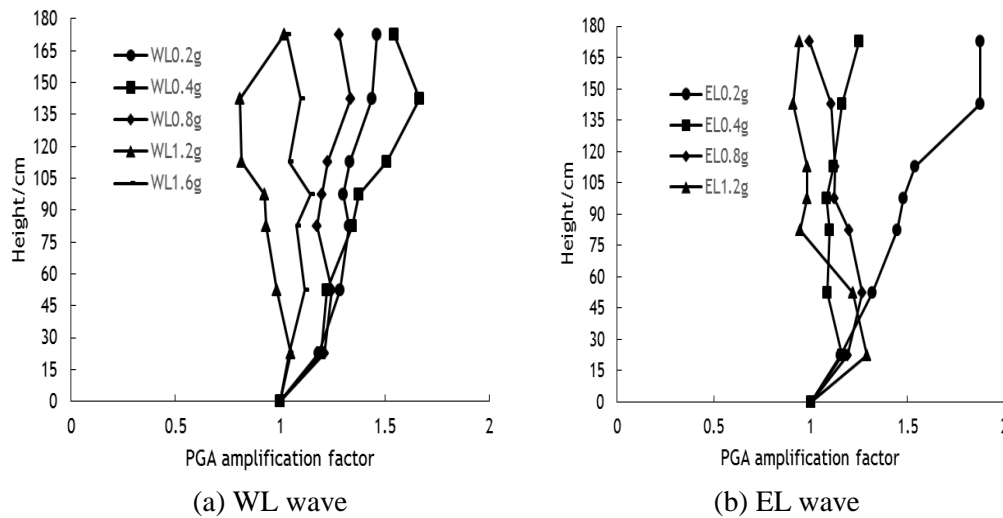 180
165
150
135
120
105
90
75
60
45
30
15
0
Height/cm
WL0.2g
WL0.4g
WL0.8g
WL1.2g
WL1.6g
0 0.5 1 1.5 2
PGA amplification factor
(a) WL wave
180
165
150
135
120
105
90
75
60
45
30
15
0
Height/cm
EL0.2g
EL0.4g
EL0.8g
EL1.2g
0 0.5 1 1.5 2
PGA amplification factor
(b) EL wave